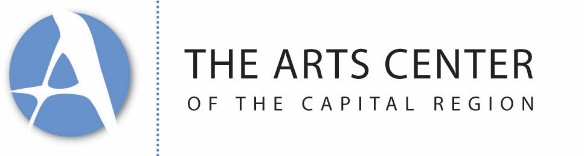 A
THE ARTS CENTER
OF THE CAPITAL REGION